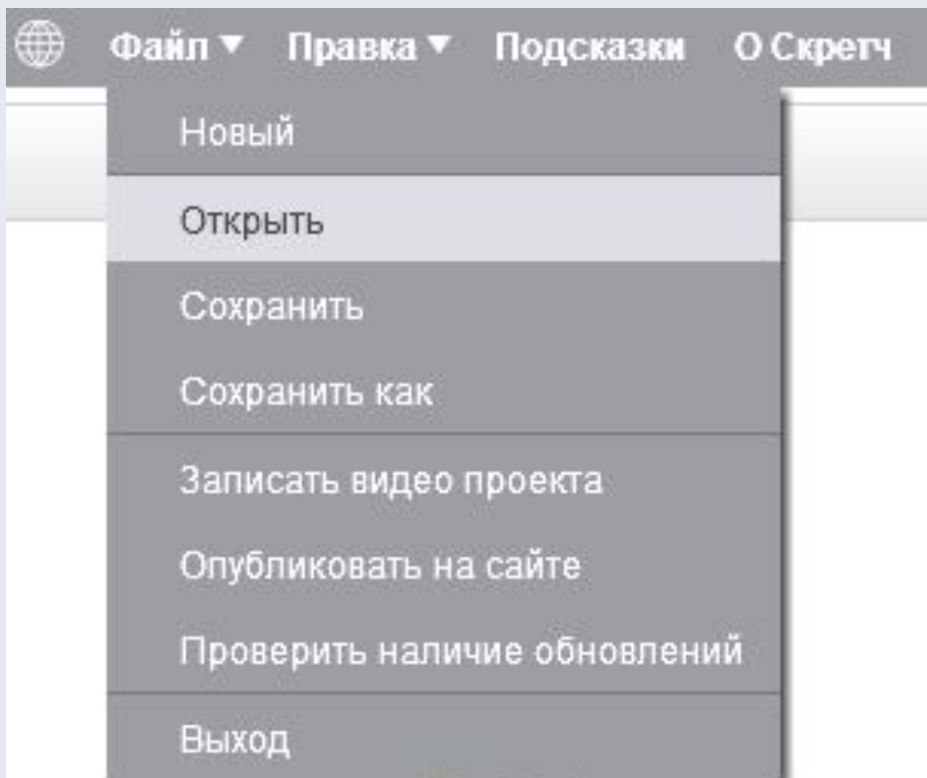 Файл ▼ Правка ▼ Подсказки О Скретч
Новый
Открыть
Сохранить
Сохранить как
Записать видео проекта
Опубликовать на сайте
Проверить наличие обновлений
Выход